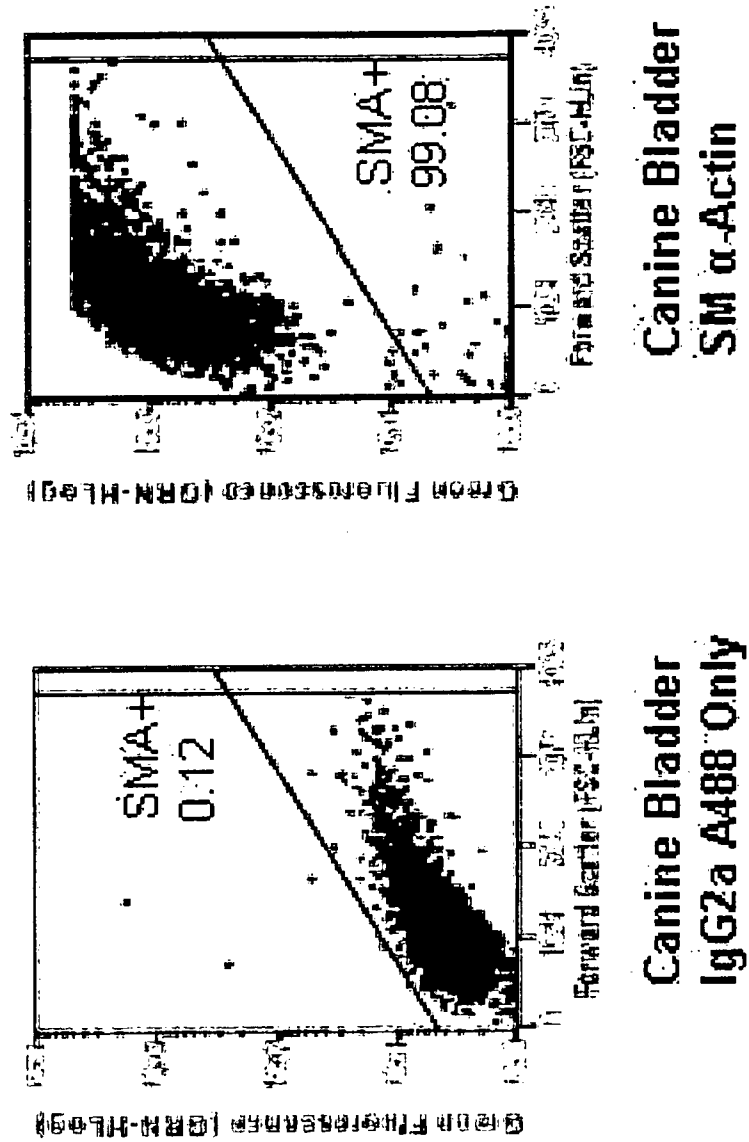 Green Fluorescence (GRN-HLog)
SMA+
0.12
Forward Scatter (FSC-HLin)
Canine Bladder
IgG2a A488 Only
Green Fluorescence (GRN-HLog)
SMA+
99.08
Forward Scatter (FSC-HLin)
Canine Bladder
SM α-Actin